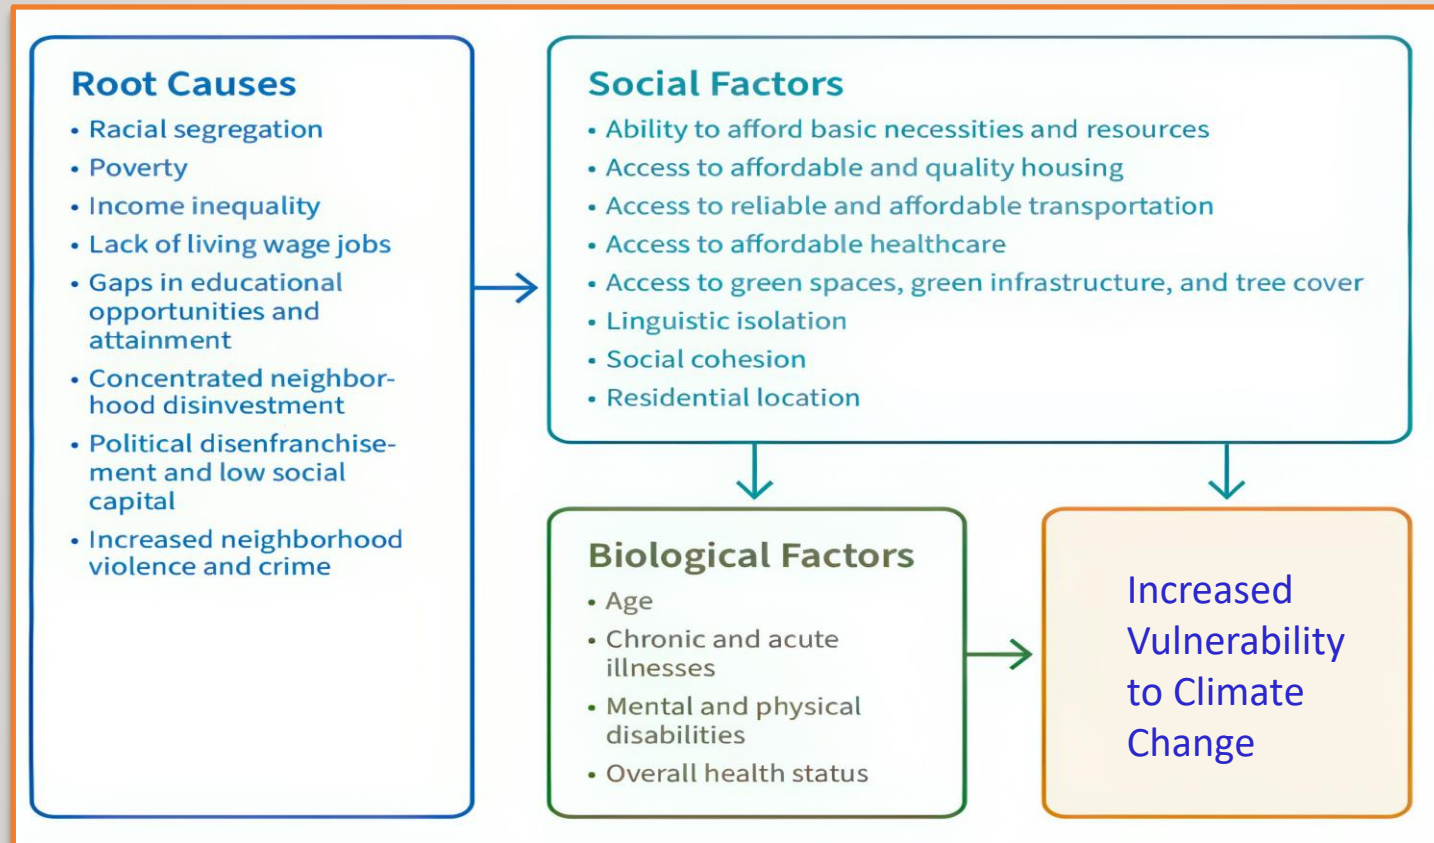 Root Causes
• Racial segregation
• Poverty
• Income inequality
• Lack of living wage jobs
• Gaps in educational
opportunities and
attainment
• Concentrated neighbor-
hood disinvestment
• Political disenfranchise-
ment and low social
capital
• Increased neighborhood
violence and crime
Social Factors
• Ability to afford basic necessities and resources
• Access to affordable and quality housing
• Access to reliable and affordable transportation
• Access to affordable healthcare
• Access to green spaces, green infrastructure, and tree cover
• Linguistic isolation
• Social cohesion
• Residential location
Biological Factors
• Age
• Chronic and acute
illnesses
• Mental and physical
disabilities
• Overall health status
Increased
Vulnerability
to Climate
Change